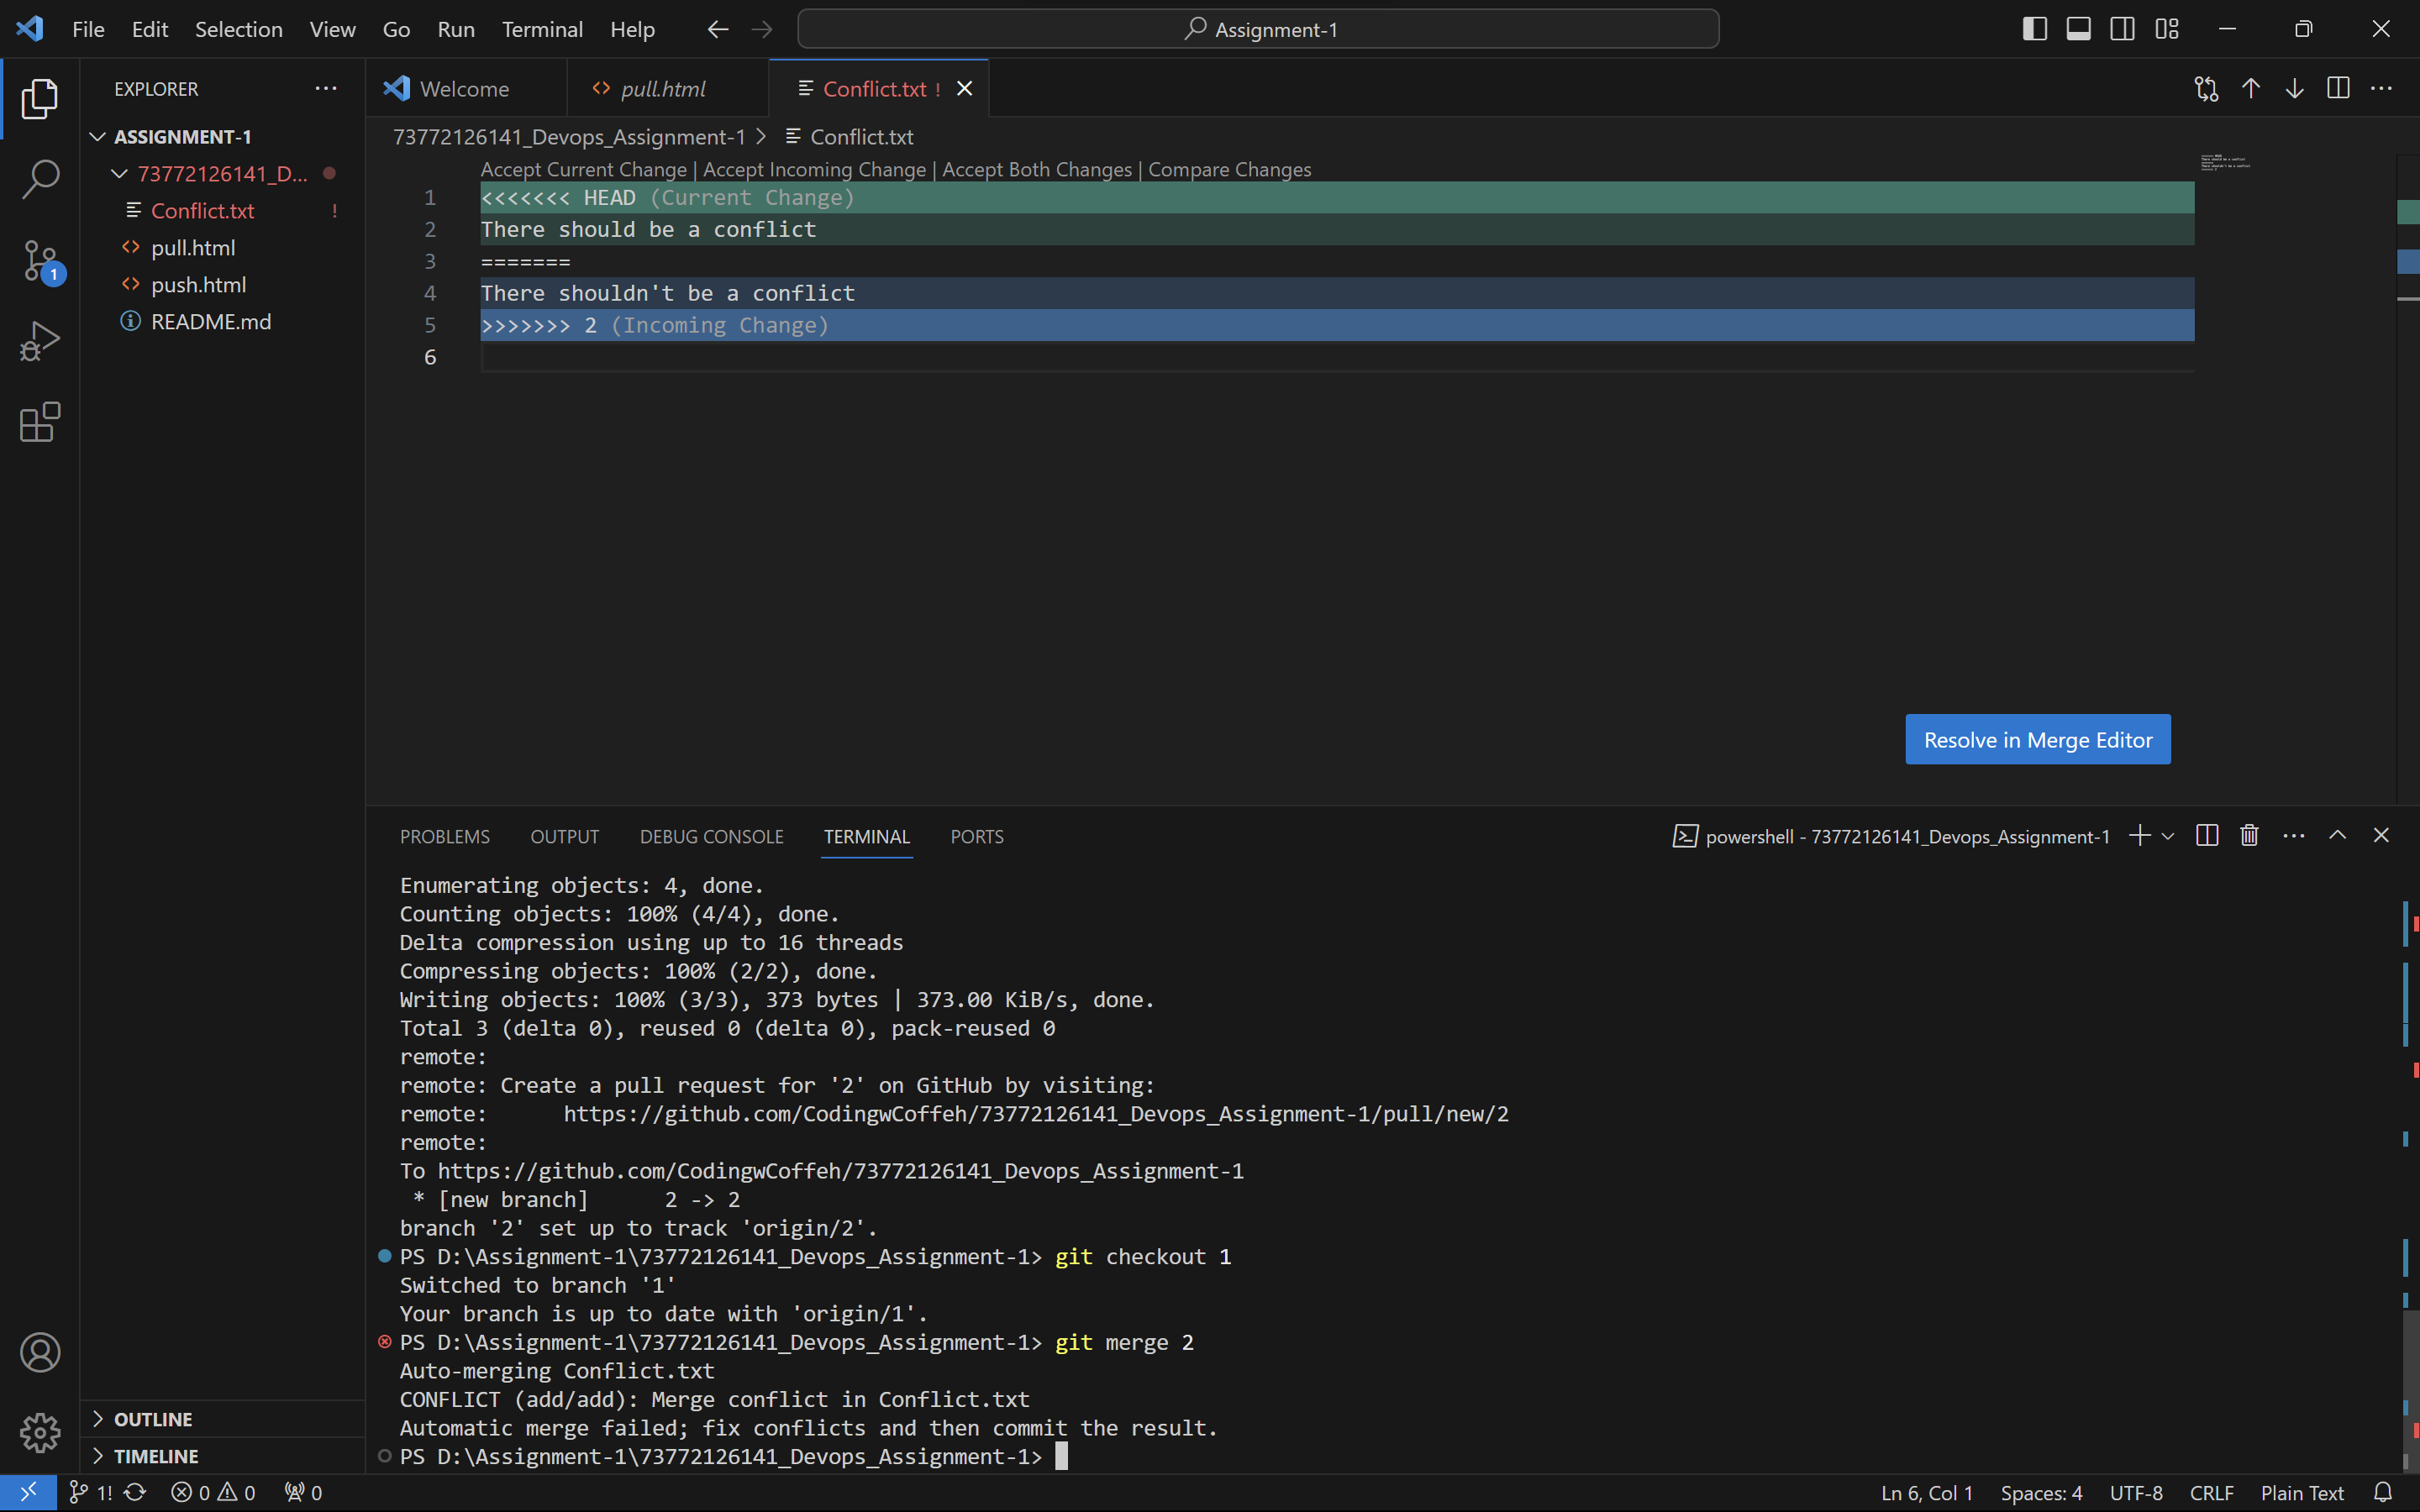 File Edit Selection View Go Run Terminal Help Assignment-1
EXPLORER
Welcome
pull.html
Conflict.txt !
ASSIGNMENT-1
73772126141_D...
Conflict.txt !
pull.html
push.html
README.md
1
73772126141_Devops_Assignment-1 > Conflict.txt
Accept Current Change | Accept Incoming Change | Accept Both Changes | Compare Changes
1 <<<<<<< HEAD (Current Change)
2 There should be a conflict
3 =======
4 There shouldn't be a conflict
5 >>>>>>> 2 (Incoming Change)
6
Resolve in Merge Editor
PROBLEMS OUTPUT DEBUG CONSOLE TERMINAL PORTS
powershell - 73772126141_Devops_Assignment-1
Enumerating objects: 4, done.
Counting objects: 100% (4/4), done.
Delta compression using up to 16 threads
Compressing objects: 100% (2/2), done.
Writing objects: 100% (3/3), 373 bytes | 373.00 KiB/s, done.
Total 3 (delta 0), reused 0 (delta 0), pack-reused 0
remote:
remote: Create a pull request for '2' on GitHub by visiting:
remote:      https://github.com/CodingwCoffeh/73772126141_Devops_Assignment-1/pull/new/2
remote:
To https://github.com/CodingwCoffeh/73772126141_Devops_Assignment-1
 * [new branch]      2 -> 2
branch '2' set up to track 'origin/2'.
PS D:\Assignment-1\73772126141_Devops_Assignment-1> git checkout 1
Switched to branch '1'
Your branch is up to date with 'origin/1'.
PS D:\Assignment-1\73772126141_Devops_Assignment-1> git merge 2
Auto-merging Conflict.txt
CONFLICT (add/add): Merge conflict in Conflict.txt
Automatic merge failed; fix conflicts and then commit the result.
PS D:\Assignment-1\73772126141_Devops_Assignment-1>
OUTLINE
TIMELINE
1! 0 0 0 Ln 6, Col 1 Spaces: 4 UTF-8 CRLF Plain Text